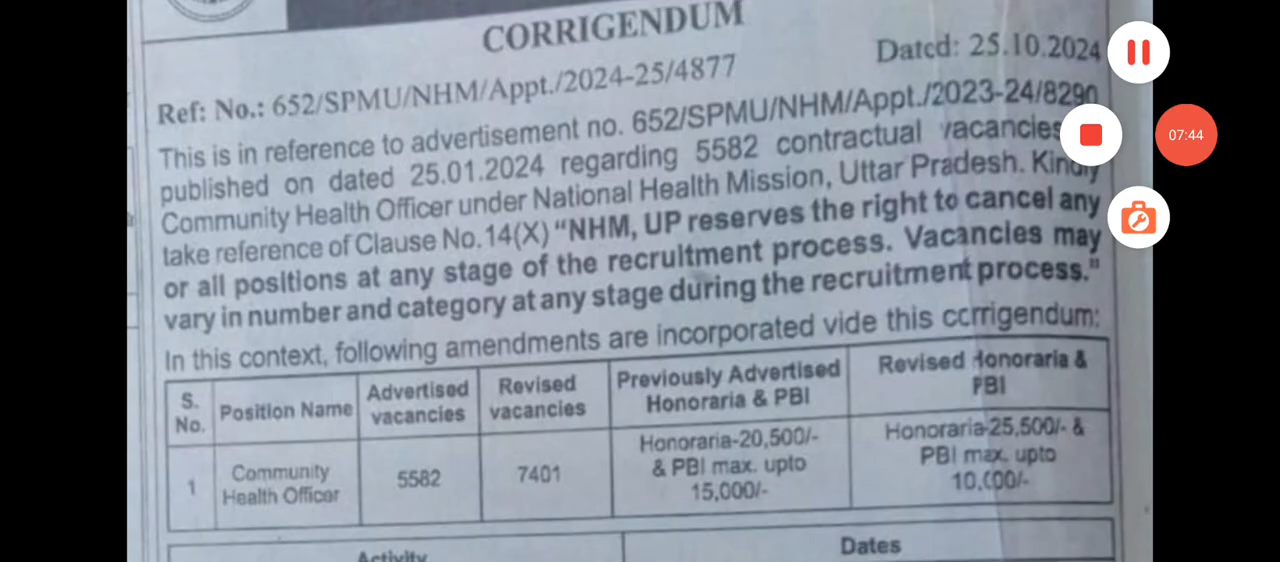 CORRIGENDUM
Dated: 25.10.2024
Ref: No.: 652/SPMU/NHM/Appt./2024-25/4877
This is in reference to advertisement no. 652/SPMU/NHM/Appt./2023-24/8290
published on dated 25.01.2024 regarding 5582 contractual vacancies
Community Health Officer under National Health Mission, Uttar Pradesh. Kindly
take reference of Clause No.14(X) "NHM, UP reserves the right to cancel any
or all positions at any stage of the recruitment process. Vacancies may
vary in number and category at any stage during the recruitment process."
In this context, following amendments are incorporated vide this corrigendum:
S. No.
Position Name
Advertised vacancies
Revised vacancies
Previously Advertised Honoraria & PBI
Revised Honoraria & PBI
1
Community Health Officer
5582
7401
Honoraria-20,500/- & PBI max. upto 15,000/-
Honoraria-25,500/- & PBI max. upto 10,000/-
Activity
Dates
07:44